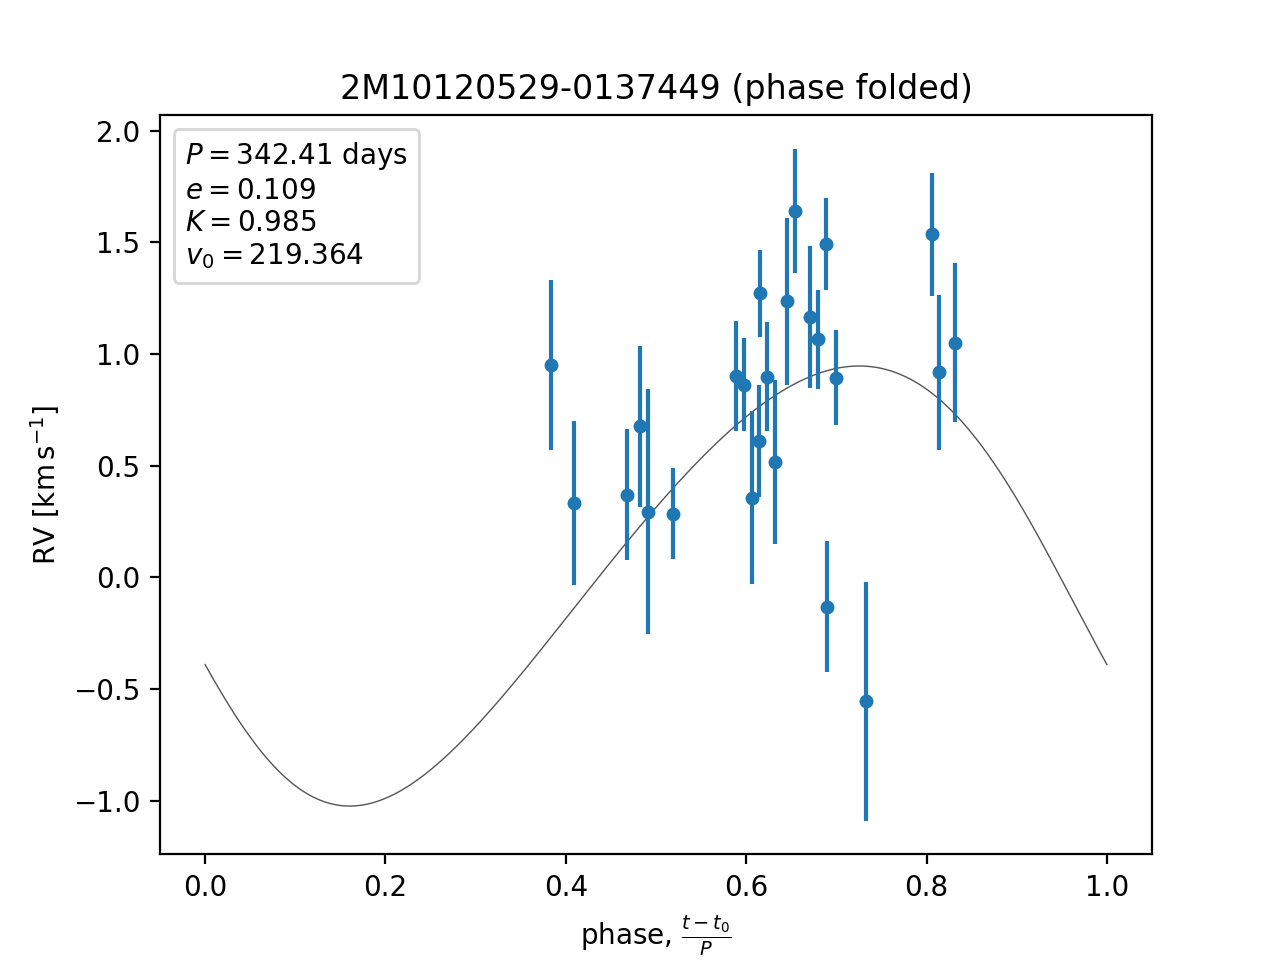 2M10120529-0137449 (phase folded)
P = 342.41 days
e = 0.109
K = 0.985
v₀ = 219.364
2.0
1.5
1.0
0.5
0.0
−0.5
−1.0
RV [km s⁻¹]
0.0 0.2 0.4 0.6 0.8 1.0
phase, (t − t₀)/P